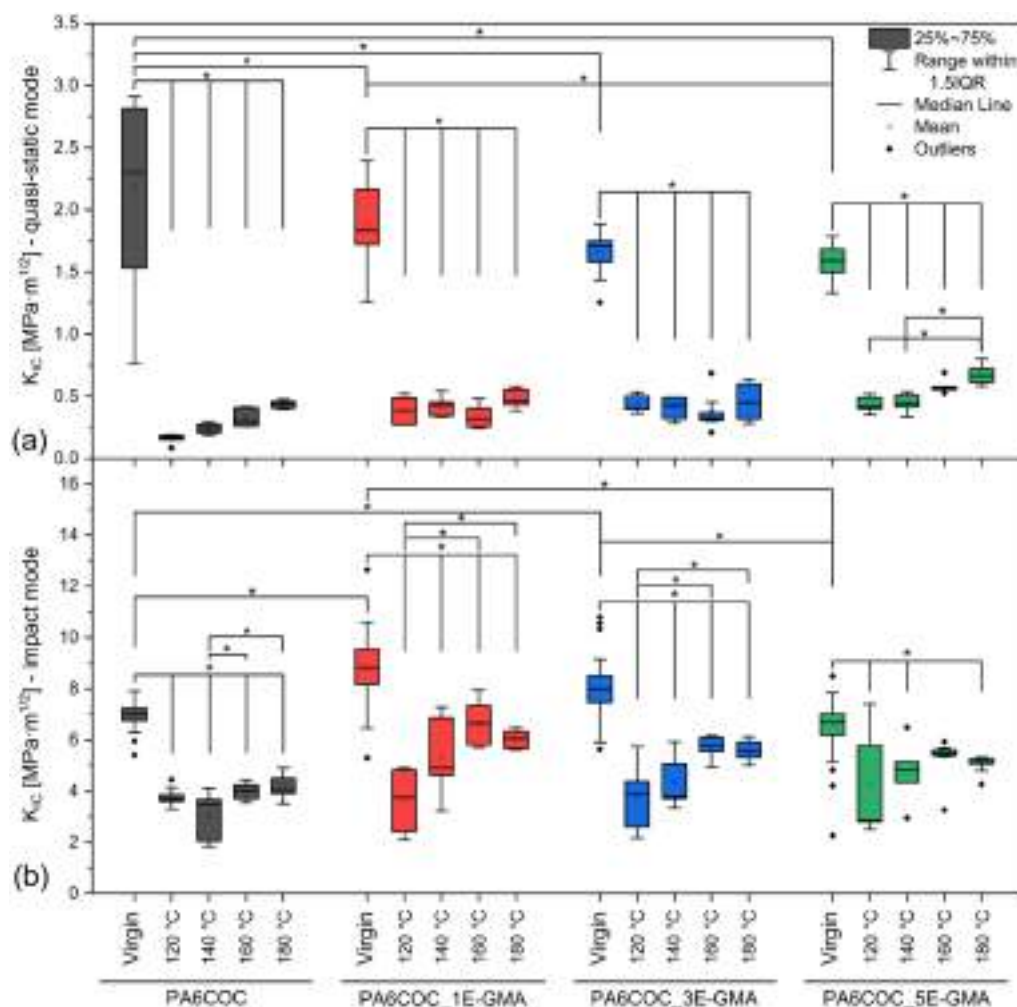 3.5
3.0
2.5
2.0
1.5
1.0
0.5
0.0
K_IC [MPa·m^1/2] - quasi-static mode
25%~75%
Range within
1.5IQR
Median Line
Mean
Outliers
(a)
16
14
12
10
8
6
4
2
0
K_IC [MPa·m^1/2] - impact mode
(b)
Virgin
120 °C
140 °C
160 °C
180 °C
Virgin
120 °C
140 °C
160 °C
180 °C
Virgin
120 °C
140 °C
160 °C
180 °C
Virgin
120 °C
140 °C
160 °C
180 °C
PA6COC
PA6COC_1E-GMA
PA6COC_3E-GMA
PA6COC_5E-GMA